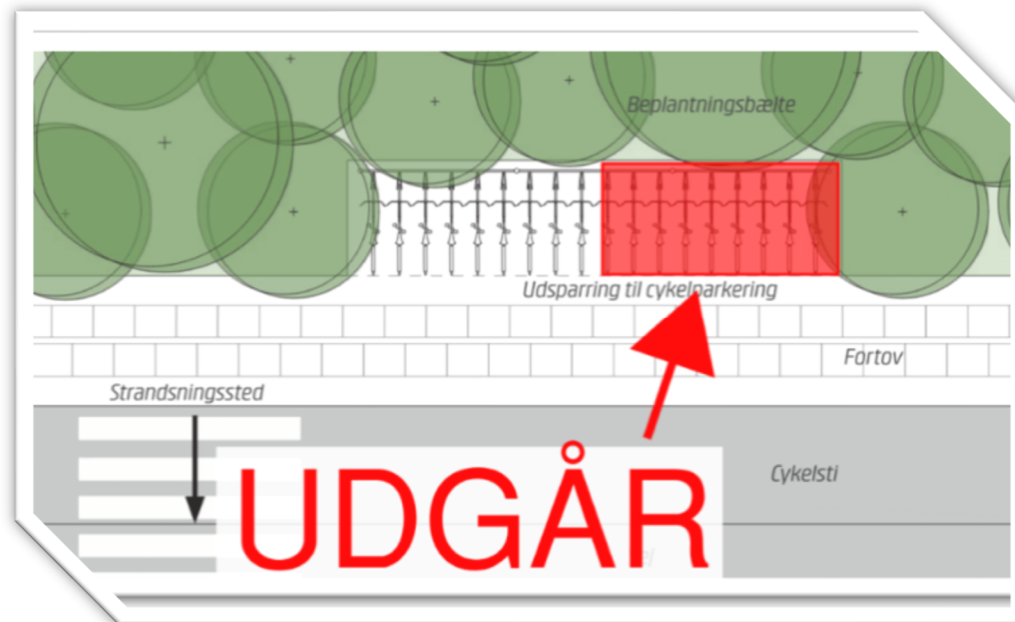 Beplantningsbælte
Udsparring til cykelparkering
Fortov
Strandsningssted
Cykelsti
UDGÅR